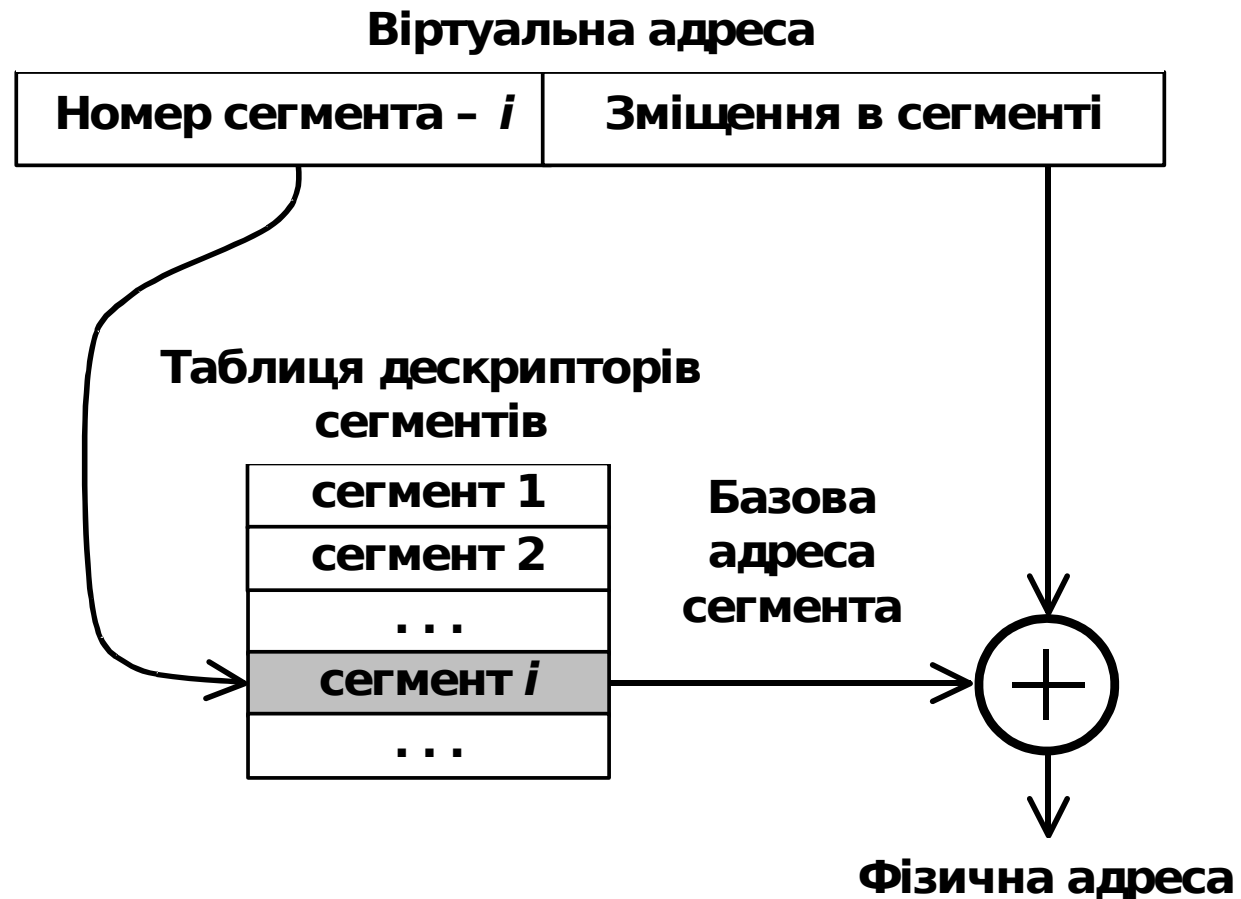 Віртуальна адреса
Номер сегмента – i
Зміщення в сегменті
Таблиця дескрипторів
сегментів
сегмент 1
сегмент 2
. . .
сегмент i
. . .
Базова
адреса
сегмента
Фізична адреса